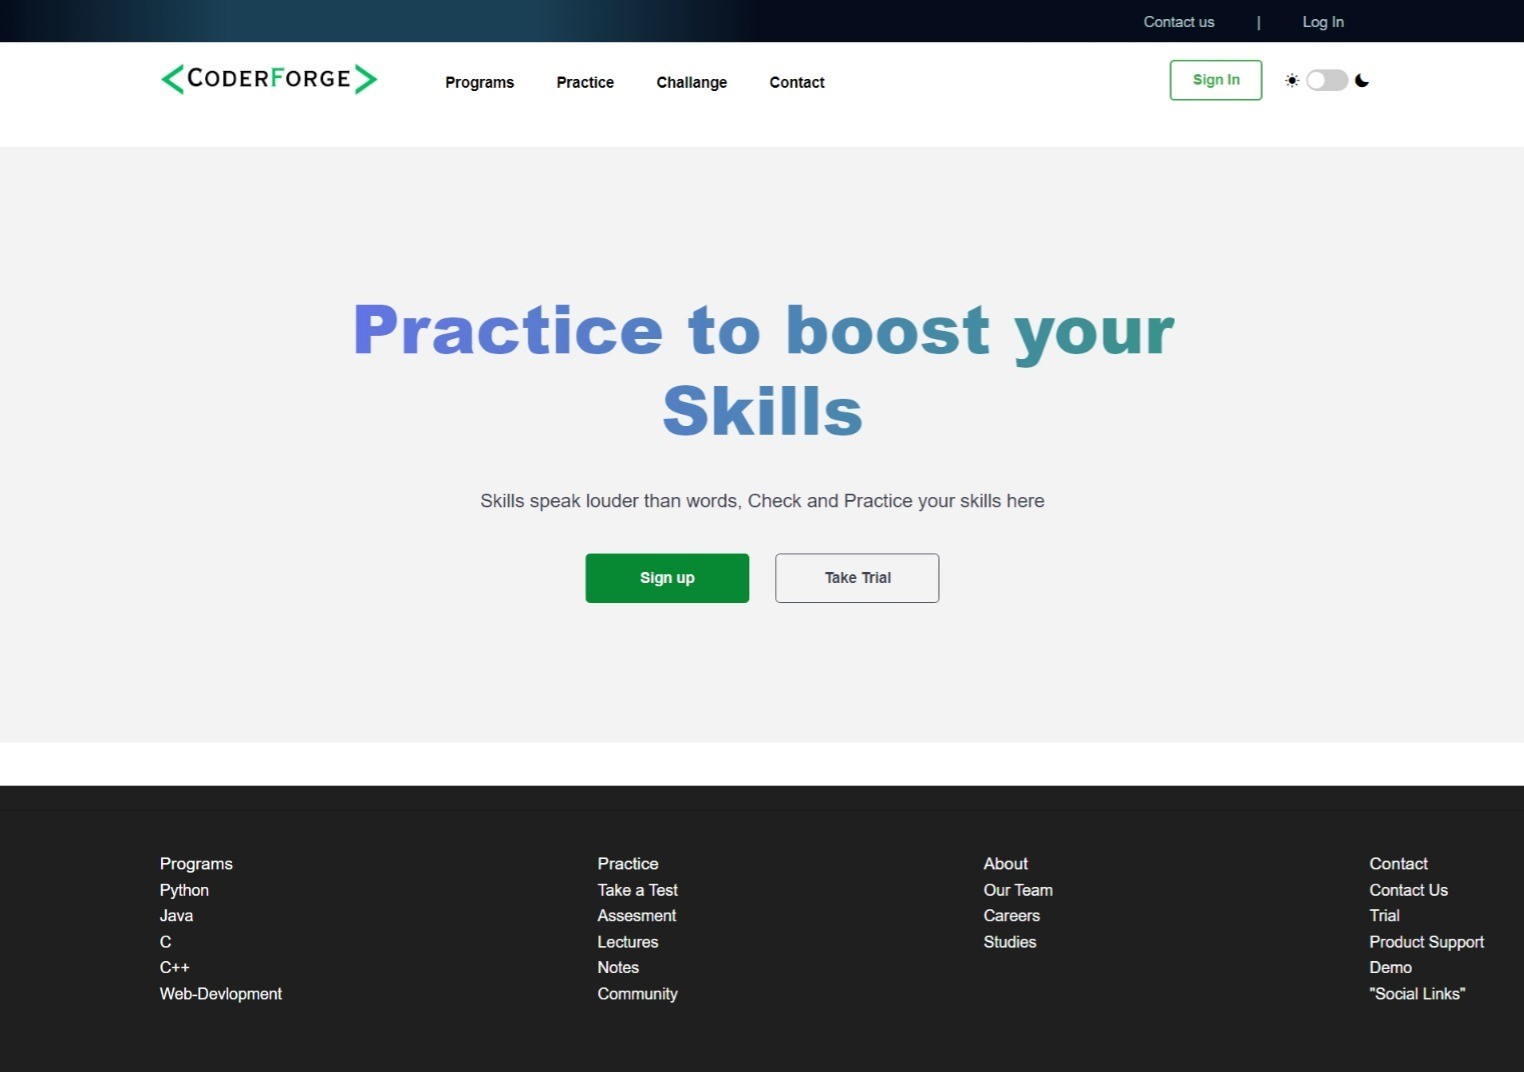 Contact us | Log In
<CODERFORGE> Programs Practice Challange Contact Sign In
Practice to boost your
Skills
Skills speak louder than words, Check and Practice your skills here
Sign up Take Trial
Programs
Python
Java
C
C++
Web-Devlopment
Practice
Take a Test
Assesment
Lectures
Notes
Community
About
Our Team
Careers
Studies
Contact
Contact Us
Trial
Product Support
Demo
"Social Links"